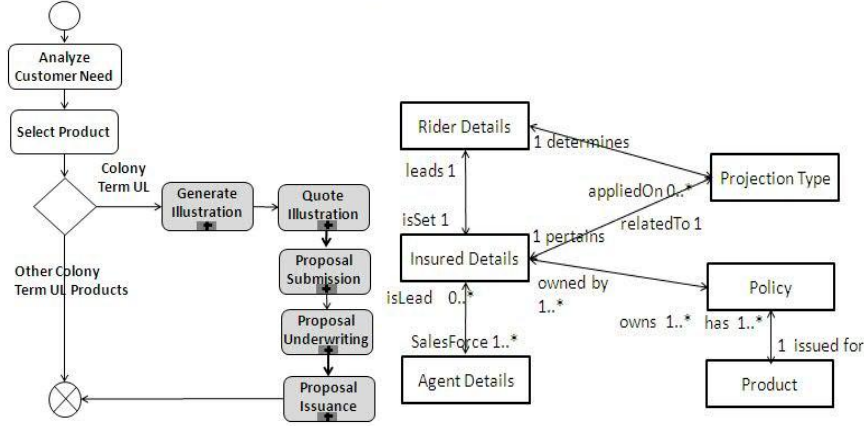 Analyze
Customer Need
Select Product
Colony
Term UL
Generate
Illustration
Quote
Illustration
Other Colony
Term UL Products
Proposal
Submission
Proposal
Underwriting
Proposal
Issuance
Rider Details
1 determines
leads 1
appliedOn 0..*
Projection Type
isSet 1
1 pertains
relatedTo 1
Insured Details
owned by
1..*
Policy
isLead 0..*
owns 1..*
has 1..*
SalesForce 1..*
1 issued for
Agent Details
Product